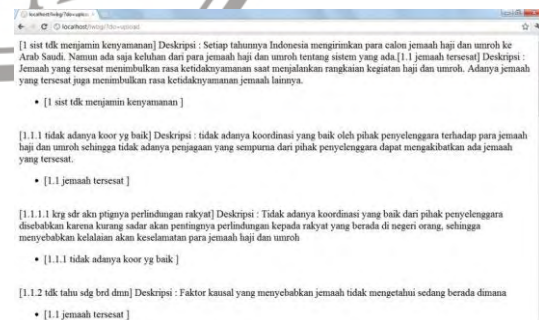 localhost/twbg/?do=upload
[1 sist tdk menjamin kenyamanan] Deskripsi : Setiap tahunnya Indonesia mengirimkan para calon jemaah haji dan umroh ke
Arab Saudi. Namun ada saja keluhan dari para jemaah haji dan umroh tentang sistem yang ada.[1.1 jemaah tersesat] Deskripsi :
Jemaah yang tersesat menimbulkan rasa ketidaknyamanan saat menjalankan rangkaian kegiatan haji dan umroh. Adanya jemaah
yang tersesat juga menimbulkan rasa ketidaknyamanan jemaah lainnya.
• [1 sist tdk menjamin kenyamanan ]
[1.1.1 tidak adanya koor yg baik] Deskripsi : tidak adanya koordinasi yang baik oleh pihak penyelenggara terhadap para jemaah
haji dan umroh sehingga tidak adanya penjagaan yang sempurna dari pihak penyelenggara dapat mengakibatkan ada jemaah
yang tersesat.
• [1.1 jemaah tersesat ]
[1.1.1.1 krg sdr akn ptignya perlindungan rakyat] Deskripsi : Tidak adanya koordinasi yang baik dari pihak penyelenggara
disebabkan karena kurang sadar akan pentingnya perlindungan kepada rakyat yang berada di negeri orang, sehingga
menyebabkan kelalaian akan keselamatan para jemaah haji dan umroh
• [1.1.1 tidak adanya koor yg baik ]
[1.1.2 tdk tahu sdg brd dmn] Deskripsi : Faktor kausal yang menyebabkan jemaah tidak mengetahui sedang berada dimana
• [1.1 jemaah tersesat ]